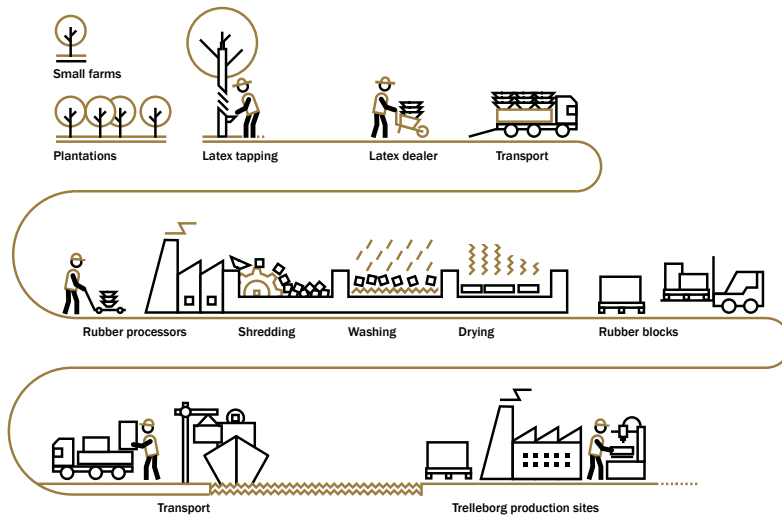 Small farms
Plantations
Latex tapping
Latex dealer
Transport
Rubber processors
Shredding
Washing
Drying
Rubber blocks
Transport
Trelleborg production sites